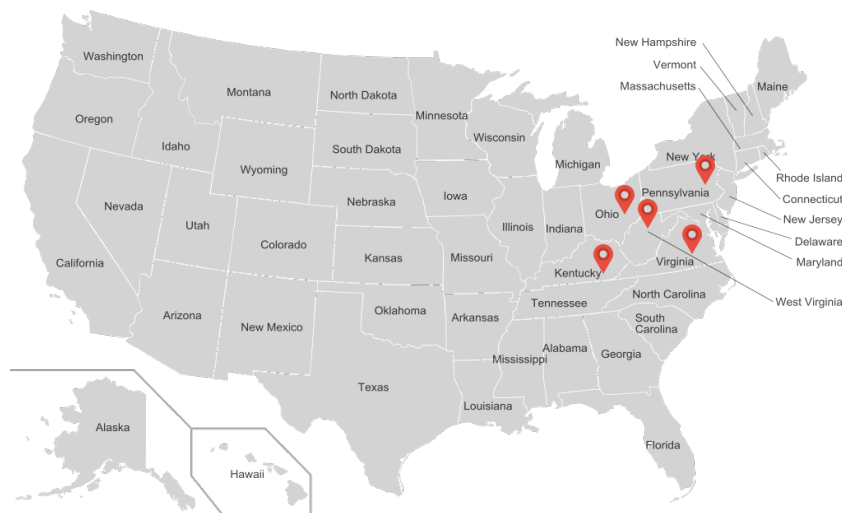 New Hampshire
Washington
Vermont
Massachusetts
Maine
Montana
North Dakota
Minnesota
Oregon
Wisconsin
Idaho
South Dakota
New York
Michigan
Wyoming
Rhode Island
Pennsylvania
Iowa
Connecticut
Nebraska
Nevada
Ohio
New Jersey
Utah
Illinois
Indiana
Colorado
Delaware
Missouri
Kansas
California
Virginia
Maryland
Kentucky
North Carolina
West Virginia
Tennessee
Oklahoma
Arizona
Arkansas
South
Carolina
New Mexico
Alabama
Georgia
Mississippi
Texas
Louisiana
Alaska
Florida
Hawaii